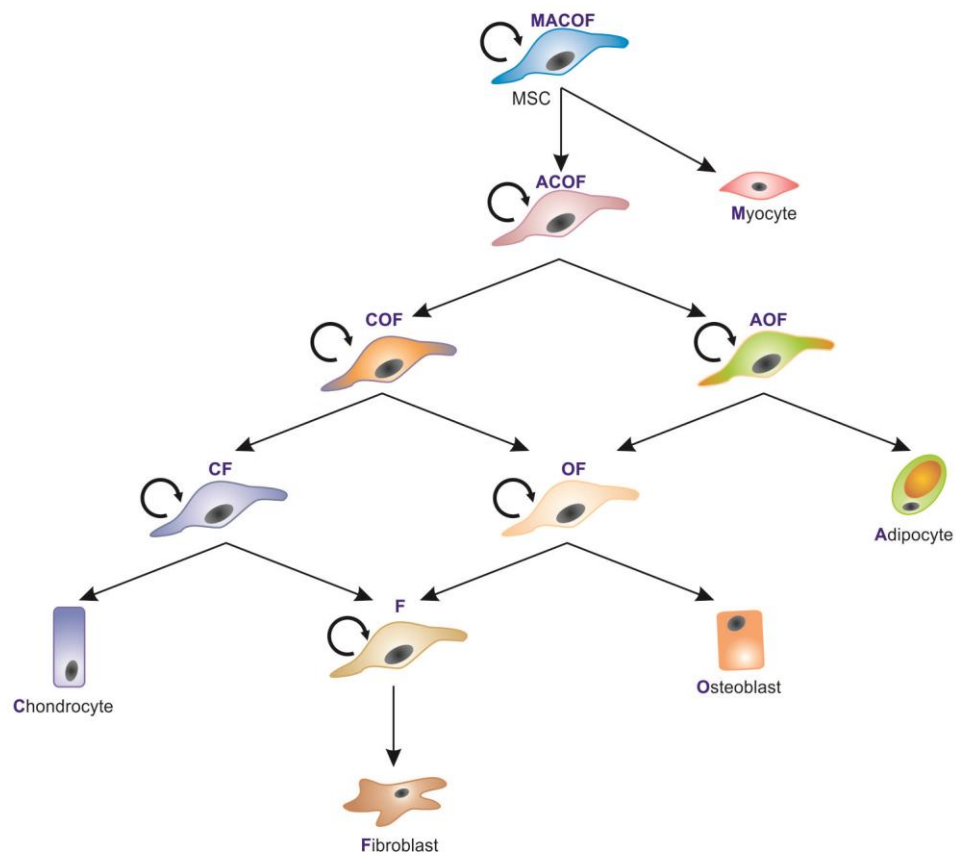 MACOF
MSC
ACOF
Myocyte
COF
AOF
CF
OF
Adipocyte
F
Chondrocyte
Osteoblast
Fibroblast